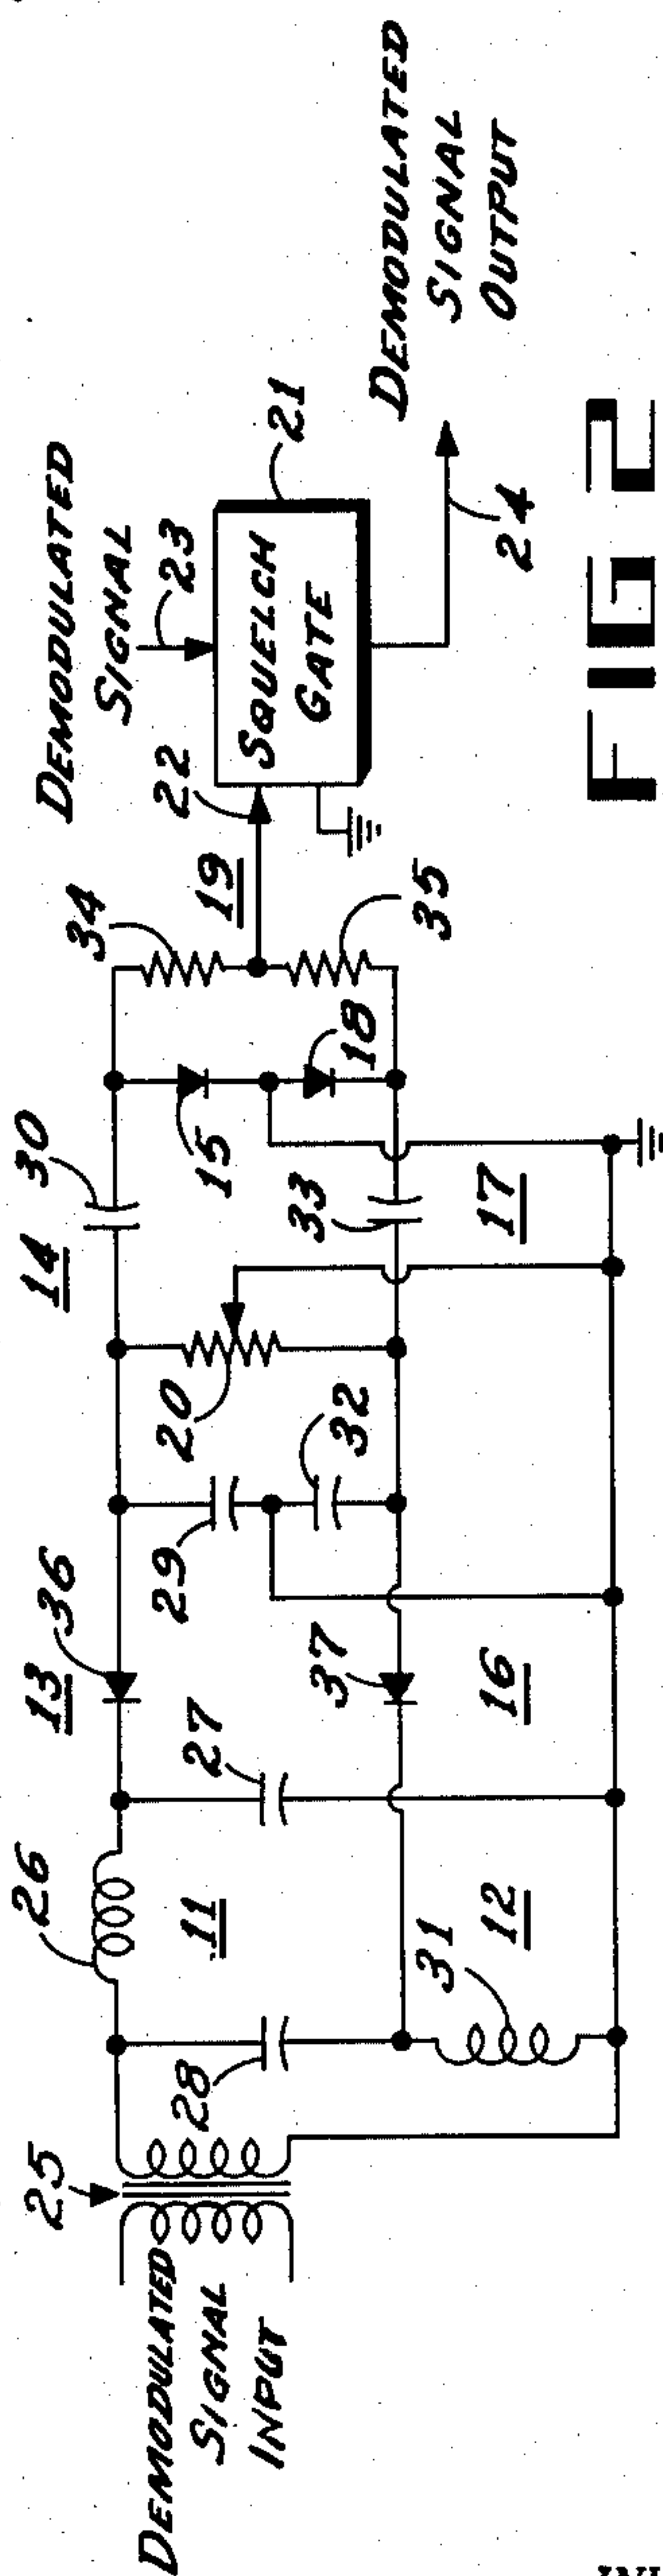 DEMODULATED
SIGNAL
INPUT
25
26
28
11
31
12
27
13
36
37
16
29
32
20
14
30
33
17
15
18
34
35
19
22
DEMODULATED
SIGNAL
23
SQUELCH
GATE
21
24
DEMODULATED
SIGNAL
OUTPUT
FIG 2